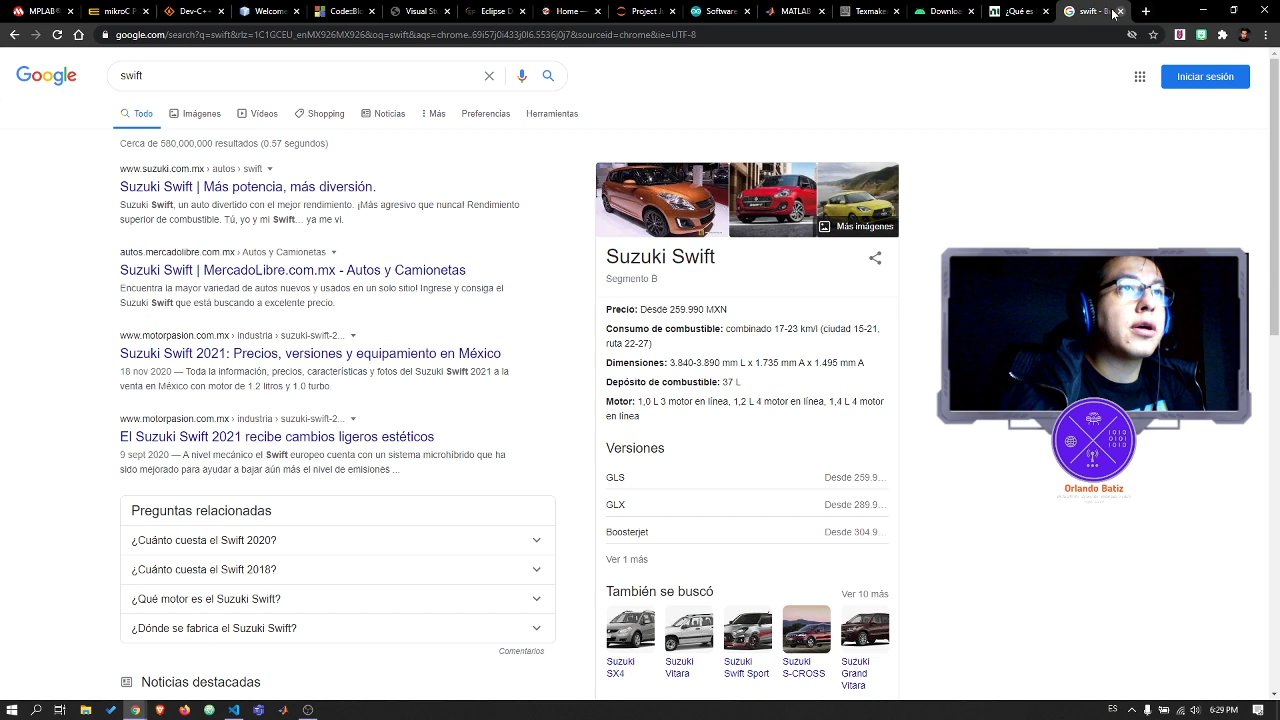 MPLAB®
mikroC P
Dev-C++
Welcome
CodeBlo
Visual St
Eclipse D
Home —
Project J
Software
MATLAB
Texmake
Downloa
¿Qué es
swift - B
google.com/search?q=swift&rlz=1C1GCEU_enMX926MX926&oq=swift&aqs=chrome..69i57j0i433j0l6.5536j0j7&sourceid=chrome&ie=UTF-8
Google
swift
Iniciar sesión
Todo
Imágenes
Vídeos
Shopping
Noticias
Más
Preferencias
Herramientas
Cerca de 580,000,000 resultados (0.57 segundos)
www.suzuki.com.mx › autos › swift
Suzuki Swift | Más potencia, más diversión.
Suzuki Swift, un auto divertido con el mejor rendimiento. ¡Más agresivo que nunca! Rendimiento
superior de combustible. Tú, yo y mi Swift... ya me vi.
autos.mercadolibre.com.mx › Autos y Camionetas
Suzuki Swift | MercadoLibre.com.mx - Autos y Camionetas
Encuentra la mayor variedad de autos nuevos y usados en un solo sitio! Ingrese y consiga el
Suzuki Swift que está buscando a excelente precio.
www.motorpasion.com.mx › industria › suzuki-swift-2...
Suzuki Swift 2021: Precios, versiones y equipamiento en México
18 nov 2020 — Toda la información, precios, características y fotos del Suzuki Swift 2021 a la
venta en México con motor de 1.2 litros y 1.0 turbo.
www.motorpasion.com.mx › industria › suzuki-swift-2...
El Suzuki Swift 2021 recibe cambios ligeros estéticos
9 sept 2020 — A nivel mecánico el Swift europeo cuenta con un sistema microhíbrido que ha
sido mejorado para ayudar a bajar aún más el nivel de emisiones ...
Preguntas relacionadas
¿Cuánto cuesta el Swift 2020?
¿Cuánto cuesta el Swift 2018?
¿Qué motor es el Suzuki Swift?
¿Dónde se fabrica el Suzuki Swift?
Comentarios
Noticias destacadas
Más imágenes
Suzuki Swift
Segmento B
Precio: Desde 259.990 MXN
Consumo de combustible: combinado 17-23 km/l (ciudad 15-21,
ruta 22-27)
Dimensiones: 3.840-3.890 mm L x 1.735 mm A x 1.495 mm A
Depósito de combustible: 37 L
Motor: 1,0 L 3 motor en línea, 1,2 L 4 motor en línea, 1,4 L 4 motor
en línea
Versiones
GLS Desde 259.9...
GLX Desde 289.9...
Boosterjet Desde 304.9...
Ver 1 más
También se buscó
Ver 10 más
Suzuki
SX4
Suzuki
Vitara
Suzuki
Swift Sport
Suzuki
S-CROSS
Suzuki
Grand
Vitara
1010
0101
1010
Orlando Batiz
ES
6:29 PM